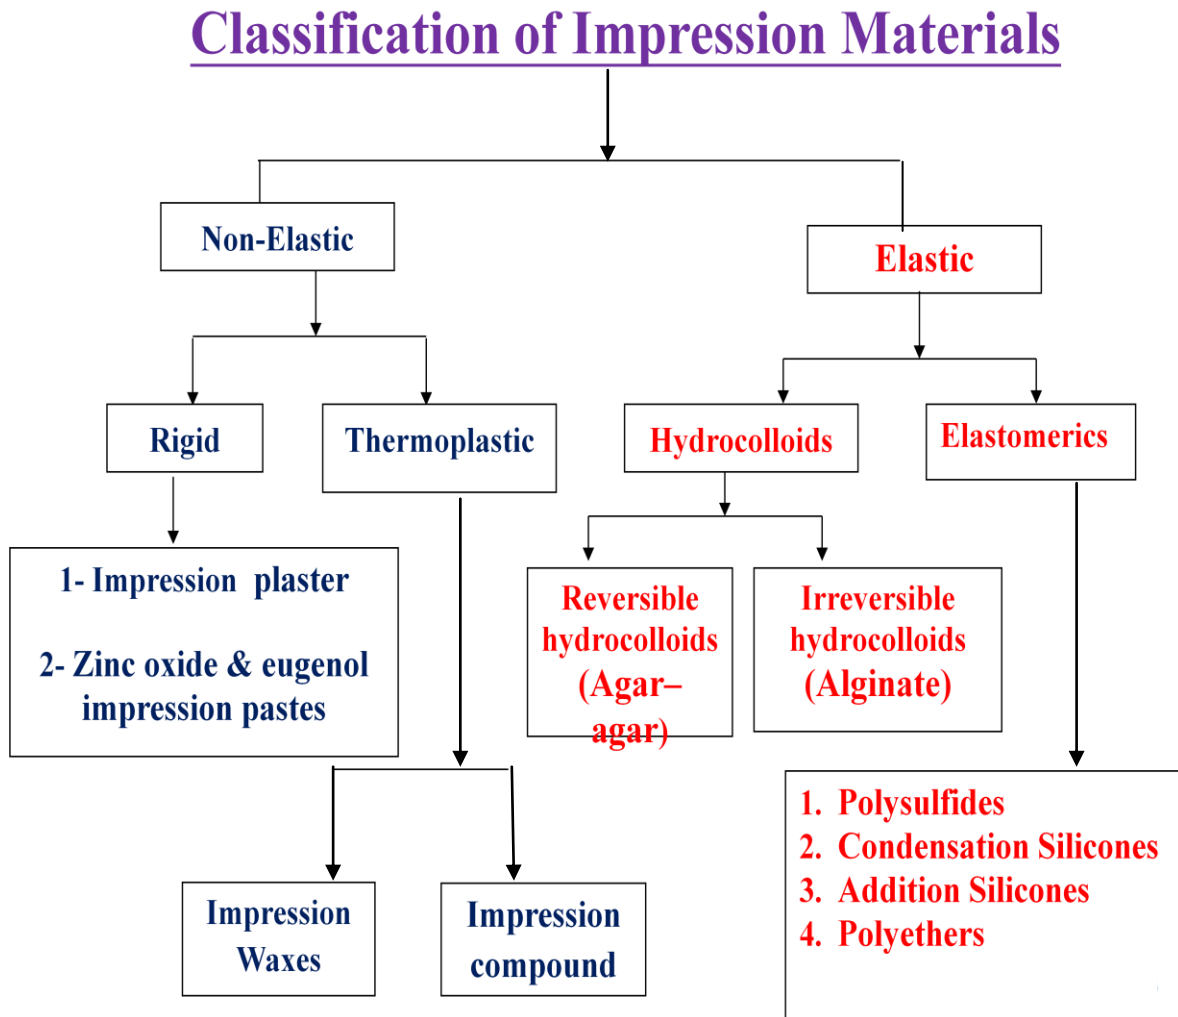 Classification of Impression Materials
Non-Elastic
Elastic
Rigid
Thermoplastic
Hydrocolloids
Elastomerics
1- Impression plaster
2- Zinc oxide & eugenol
impression pastes
Reversible
hydrocolloids
(Agar–
agar)
Irreversible
hydrocolloids
(Alginate)
1. Polysulfides
2. Condensation Silicones
3. Addition Silicones
4. Polyethers
Impression
Waxes
Impression
compound